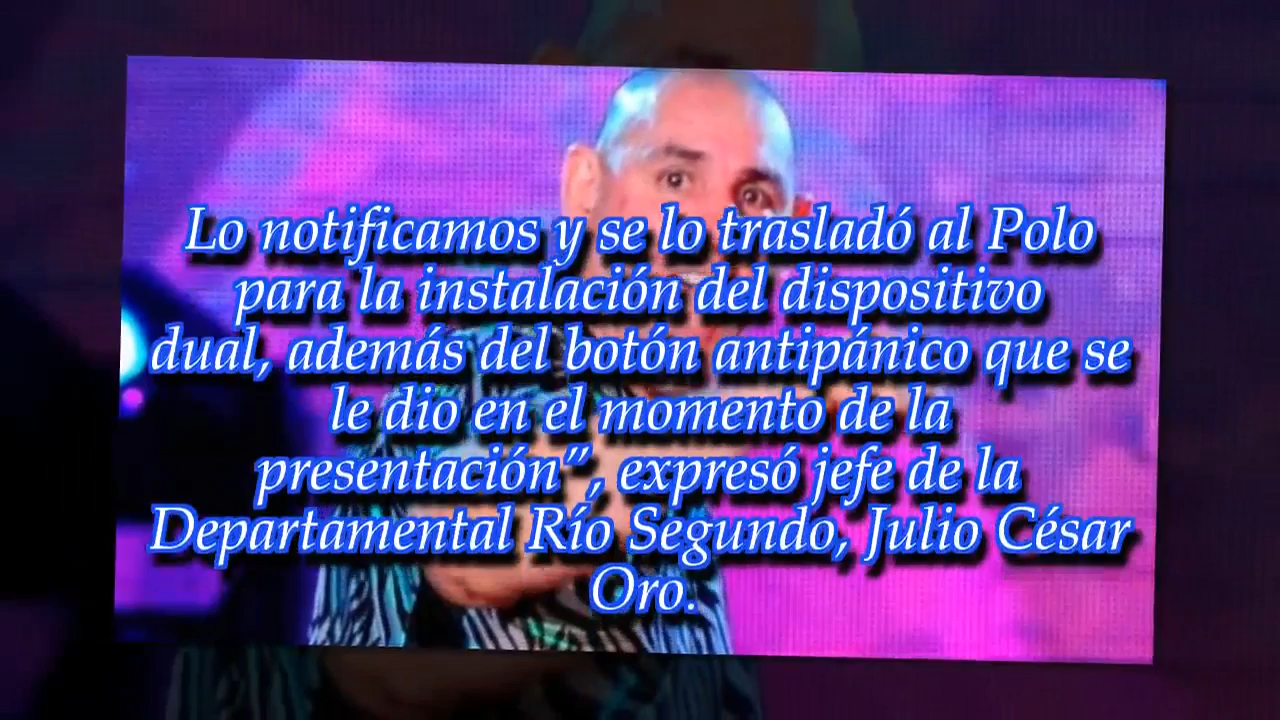 Lo notificamos y se lo trasladó al Polo
para la instalación del dispositivo
dual, además del botón antipánico que se
le dio en el momento de la
presentación”, expresó jefe de la
Departamental Río Segundo, Julio César
Oro.